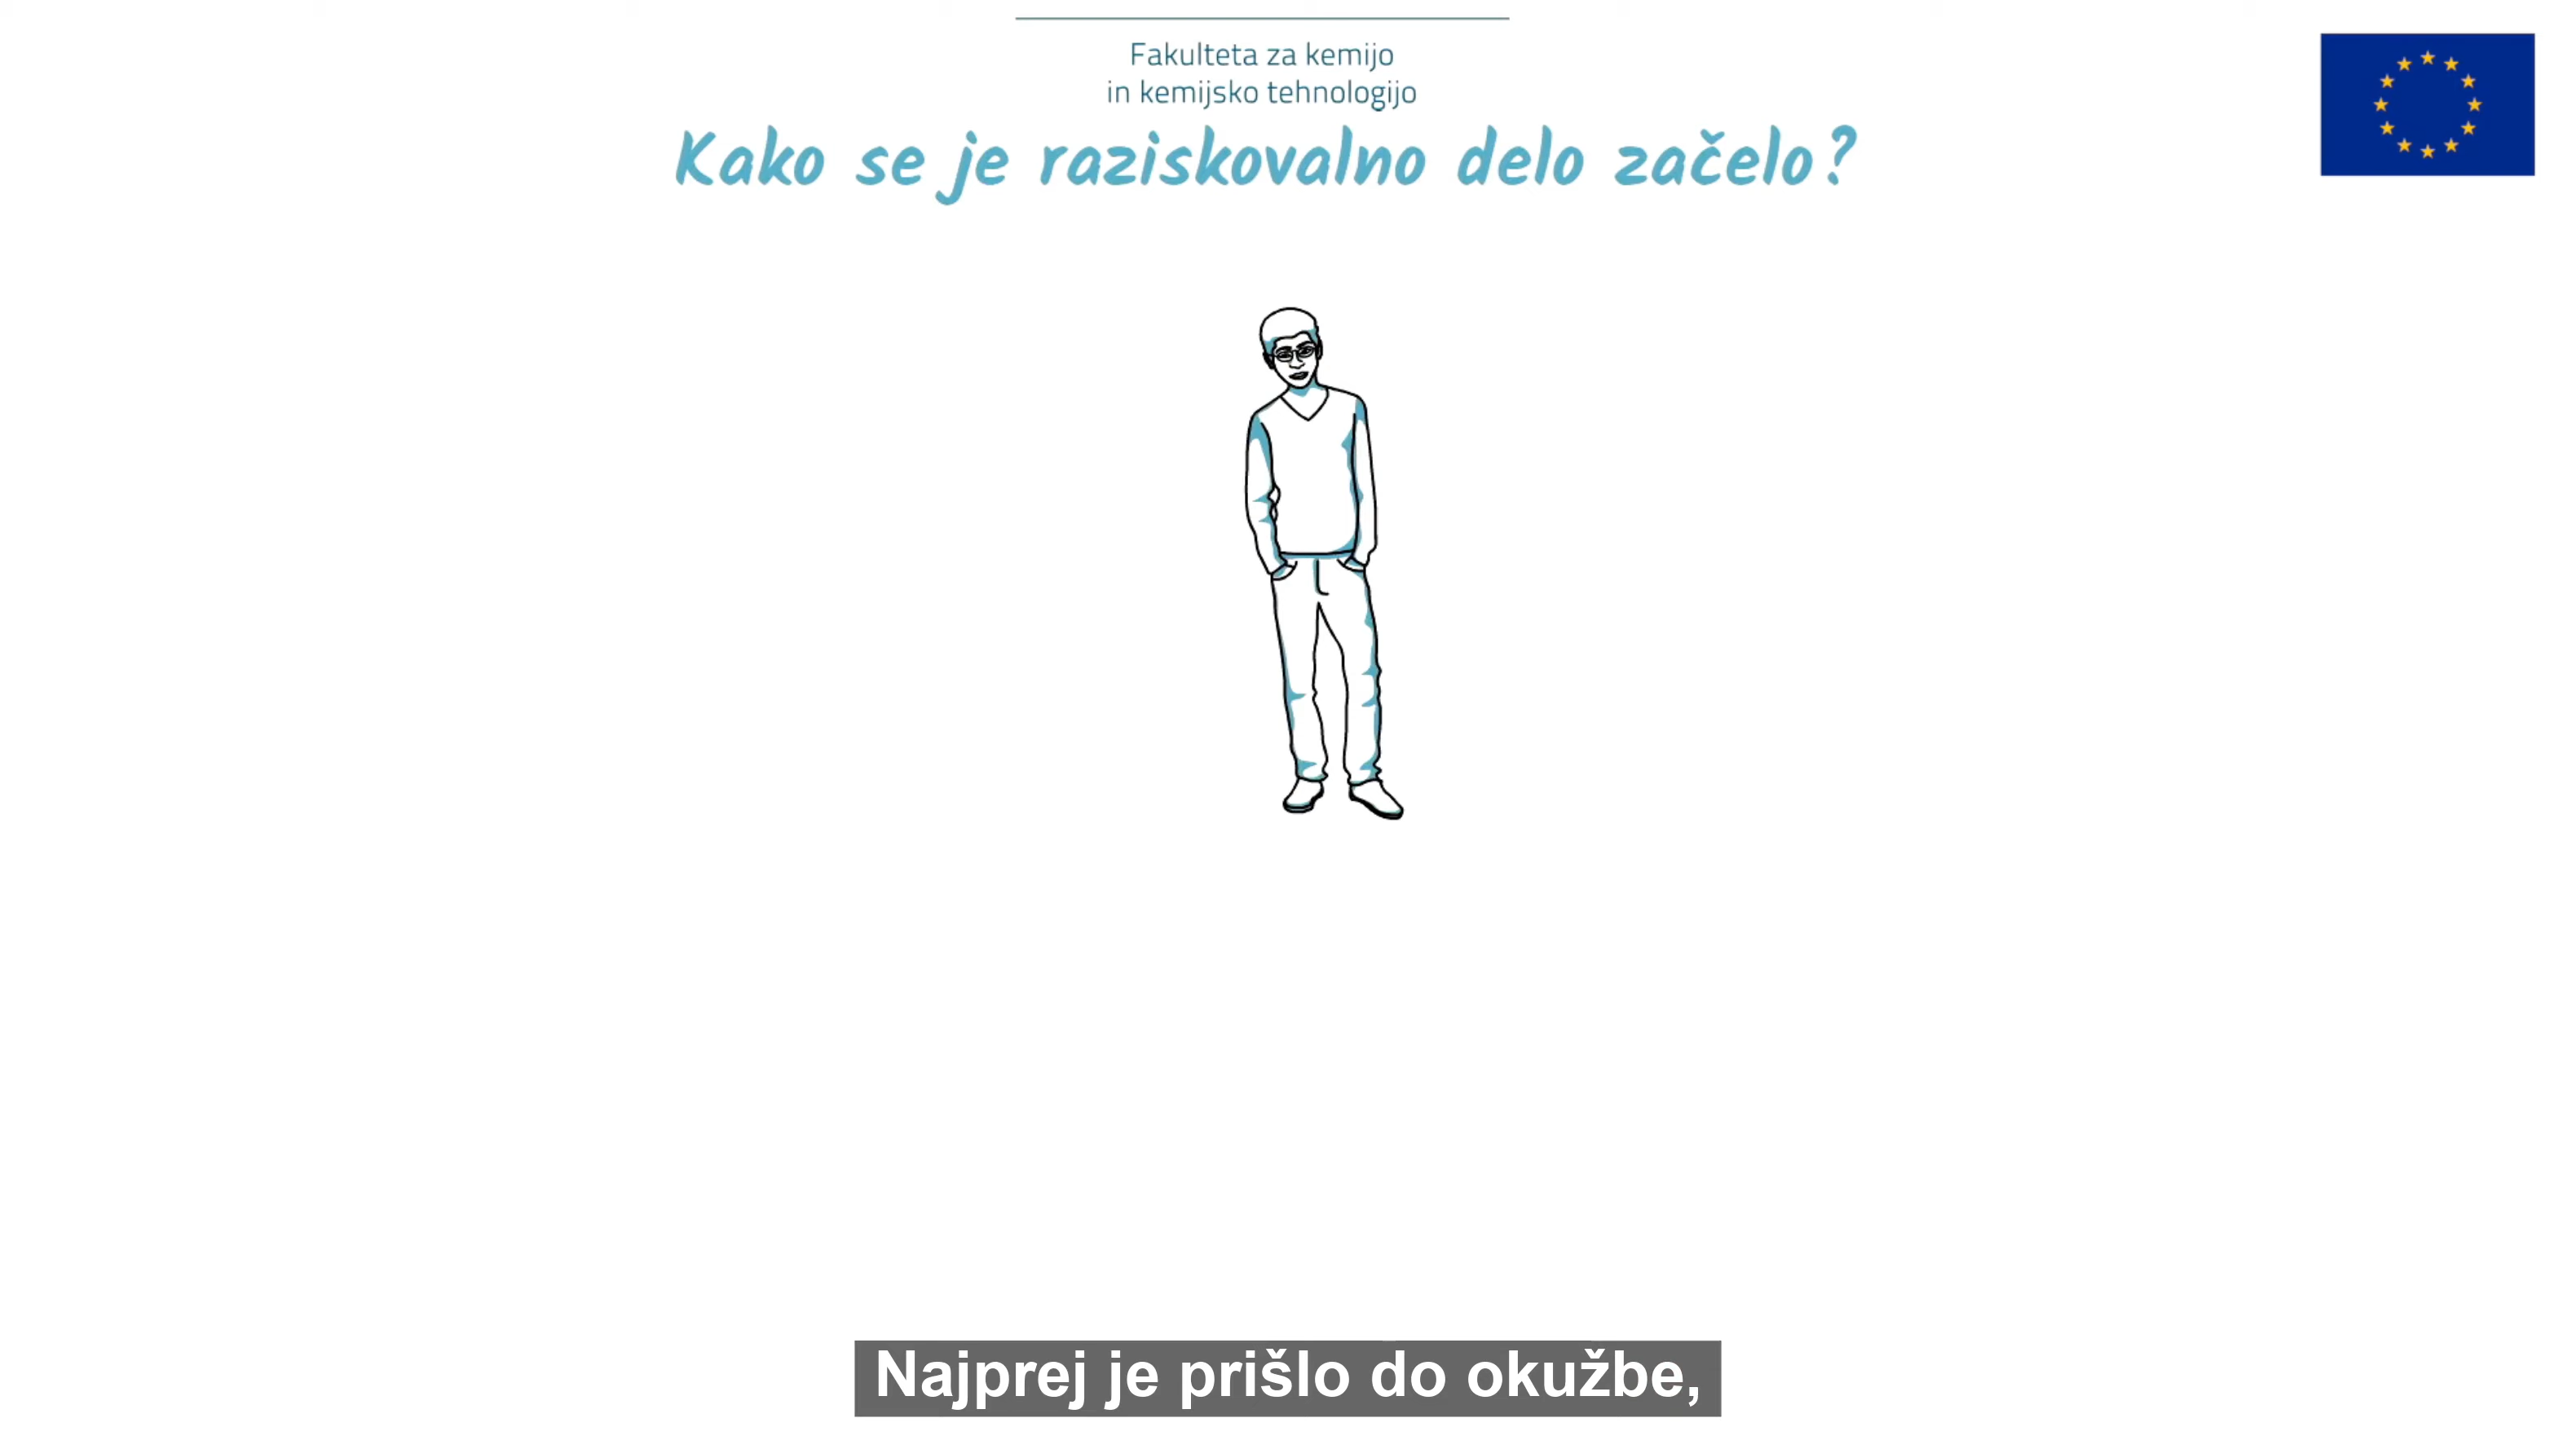 Fakulteta za kemijo
in kemijsko tehnologijo
Kako se je raziskovalno delo začelo?
Najprej je prišlo do okužbe,